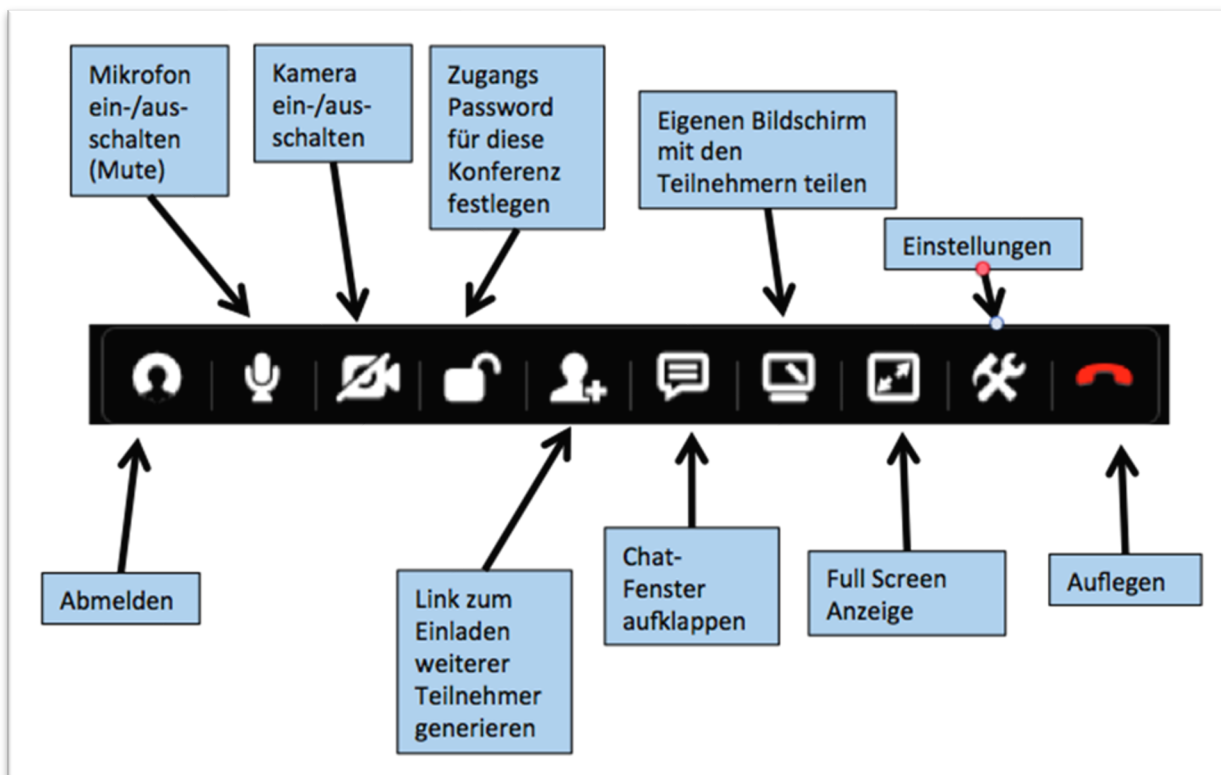 Mikrofon
ein-/aus-
schalten
(Mute)
Kamera
ein-/aus-
schalten
Zugangs
Password
für diese
Konferenz
festlegen
Eigenen Bildschirm
mit den
Teilnehmern teilen
Einstellungen
Abmelden
Link zum
Einladen
weiterer
Teilnehmer
generieren
Chat-
Fenster
aufklappen
Full Screen
Anzeige
Auflegen